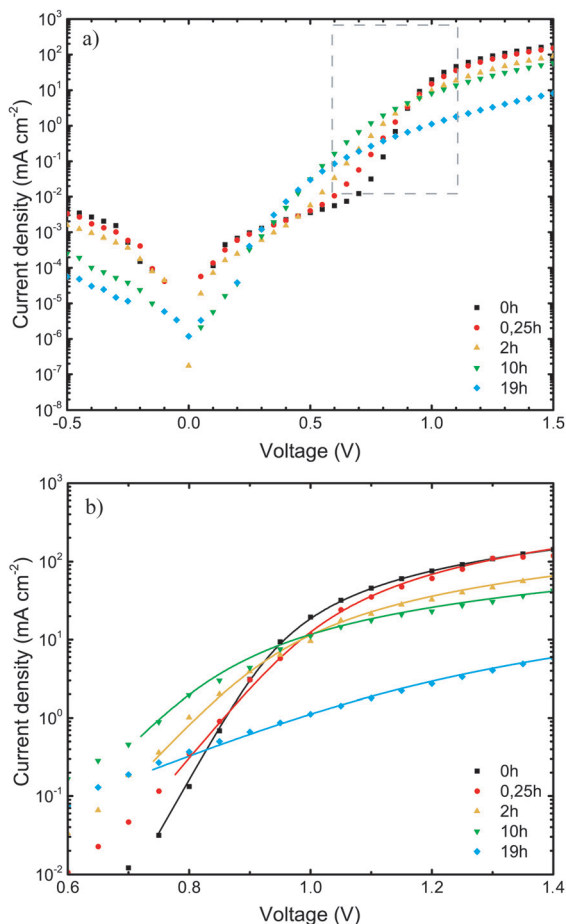 a)
10³
10²
10¹
10⁰
10⁻¹
10⁻²
10⁻³
10⁻⁴
10⁻⁵
10⁻⁶
10⁻⁷
10⁻⁸
Current density (mA cm⁻²)
0h
0,25h
2h
10h
19h
-0.5 0.0 0.5 1.0 1.5
Voltage (V)
b)
10³
10²
10¹
10⁰
10⁻¹
10⁻²
Current density (mA cm⁻²)
0h
0,25h
2h
10h
19h
0.6 0.8 1.0 1.2 1.4
Voltage (V)